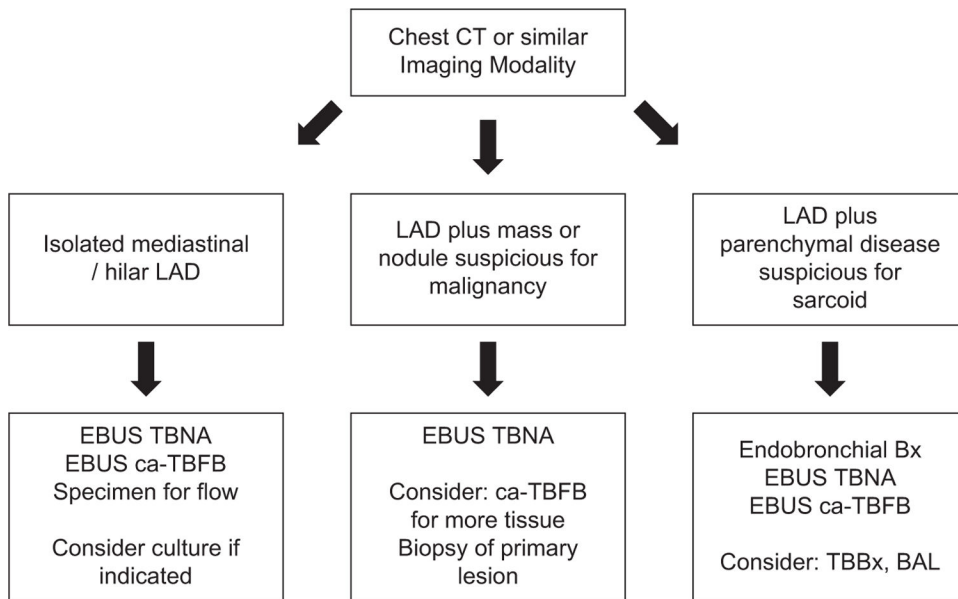 Chest CT or similar
Imaging Modality
Isolated mediastinal
/ hilar LAD
LAD plus mass or
nodule suspicious for
malignancy
LAD plus
parenchymal disease
suspicious for
sarcoid
EBUS TBNA
EBUS ca-TBFB
Specimen for flow
Consider culture if
indicated
EBUS TBNA
Consider: ca-TBFB
for more tissue
Biopsy of primary
lesion
Endobronchial Bx
EBUS TBNA
EBUS ca-TBFB
Consider: TBBx, BAL